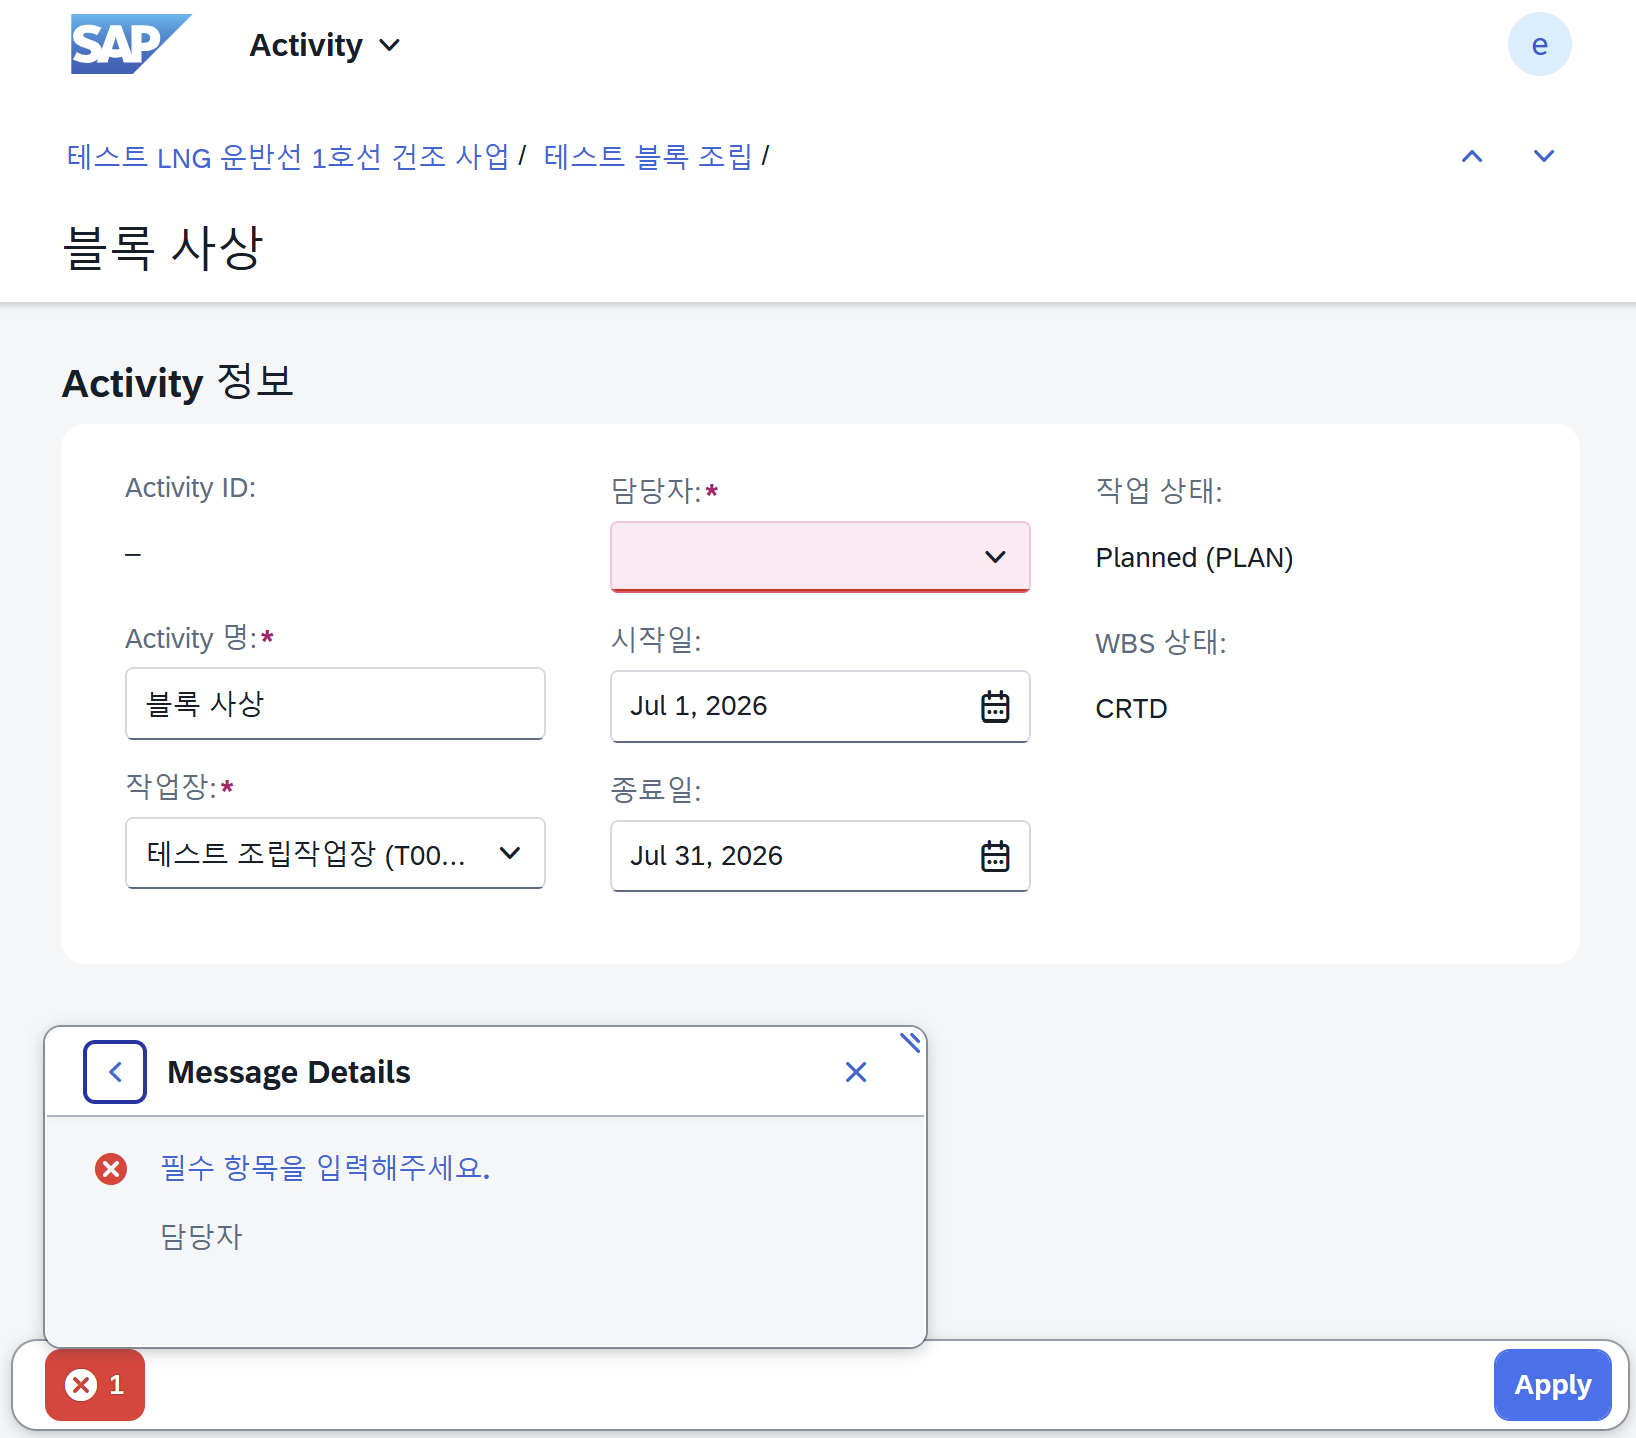 SAP
Activity
e
테스트 LNG 운반선 1호선 건조 사업 / 테스트 블록 조립 /
블록 사상
Activity 정보
Activity ID:
–
Activity 명:*
블록 사상
작업장:*
테스트 조립작업장 (T00...
담당자:*
시작일:
Jul 1, 2026
종료일:
Jul 31, 2026
작업 상태:
Planned (PLAN)
WBS 상태:
CRTD
Message Details
필수 항목을 입력해주세요.
담당자
1
Apply